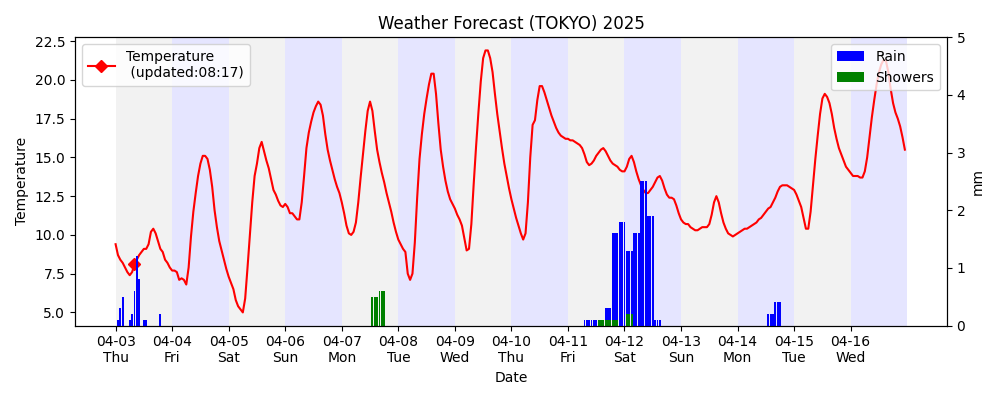 Weather Forecast (TOKYO) 2025
Temperature
(updated:08:17)
Rain
Showers
Temperature
22.5
20.0
17.5
15.0
12.5
10.0
7.5
5.0
5
4
3
2
1
0
mm
04-03 04-04 04-05 04-06 04-07 04-08 04-09 04-10 04-11 04-12 04-13 04-14 04-15 04-16
Thu Fri Sat Sun Mon Tue Wed Thu Fri Sat Sun Mon Tue Wed
Date